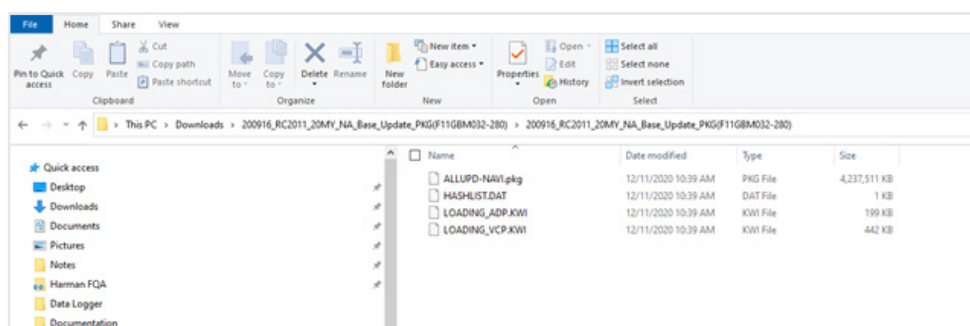 File Home Share View
Pin to Quick access
Copy
Paste
Cut
Copy path
Paste shortcut
Clipboard
Move to
Copy to
Delete
Rename
Organize
New folder
New item
Easy access
New
Properties
Open
Edit
History
Open
Select all
Select none
Invert selection
Select
This PC > Downloads > 200916_RC2011_20MY_NA_Base_Update_PKG(F11GBM032-280) > 200916_RC2011_20MY_NA_Base_Update_PKG(F11GBM032-280)
Quick access
Desktop
Downloads
Documents
Pictures
Notes
Harman FQA
Data Logger
Documentation
Name Date modified Type Size
ALLUPD-NAVI.pkg 12/11/2020 10:39 AM PKG File 4,237,511 KB
HASHLIST.DAT 12/11/2020 10:39 AM DAT File 1 KB
LOADING_ADP.KWI 12/11/2020 10:39 AM KWI File 199 KB
LOADING_VCP.KWI 12/11/2020 10:39 AM KWI File 442 KB